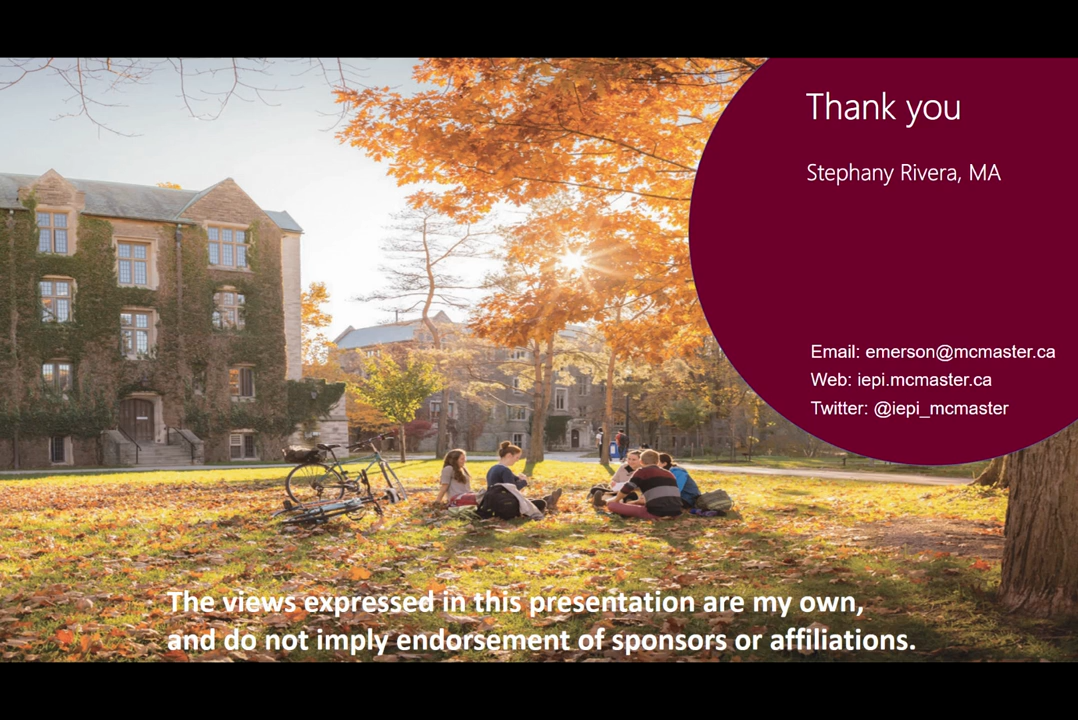 Thank you
Stephany Rivera, MA
Email: emerson@mcmaster.ca
Web: iepi.mcmaster.ca
Twitter: @iepi_mcmaster
The views expressed in this presentation are my own,
and do not imply endorsement of sponsors or affiliations.